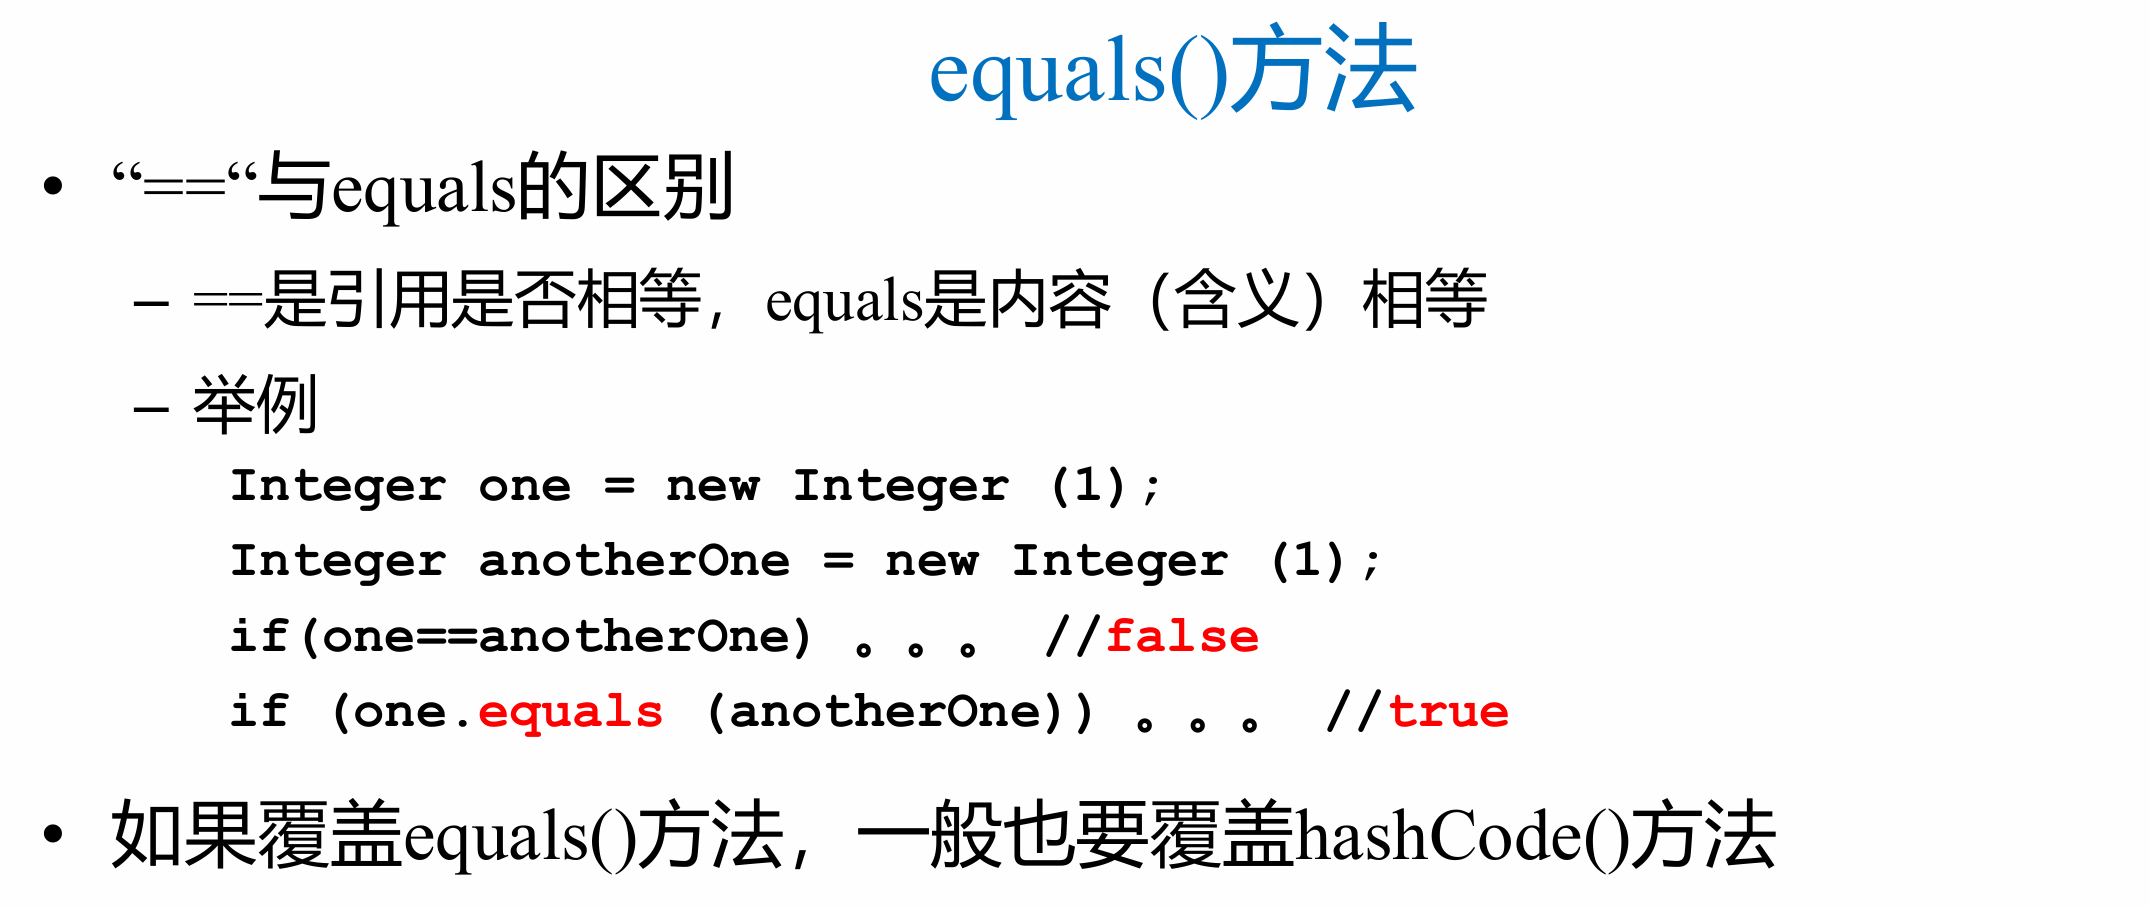 equals()方法
• “==“与equals的区别
– ==是引用是否相等，equals是内容（含义）相等
– 举例
Integer one = new Integer (1);
Integer anotherOne = new Integer (1);
if(one==anotherOne) 。。。 //false
if (one.equals (anotherOne)) 。。。 //true
• 如果覆盖equals()方法，一般也要覆盖hashCode()方法